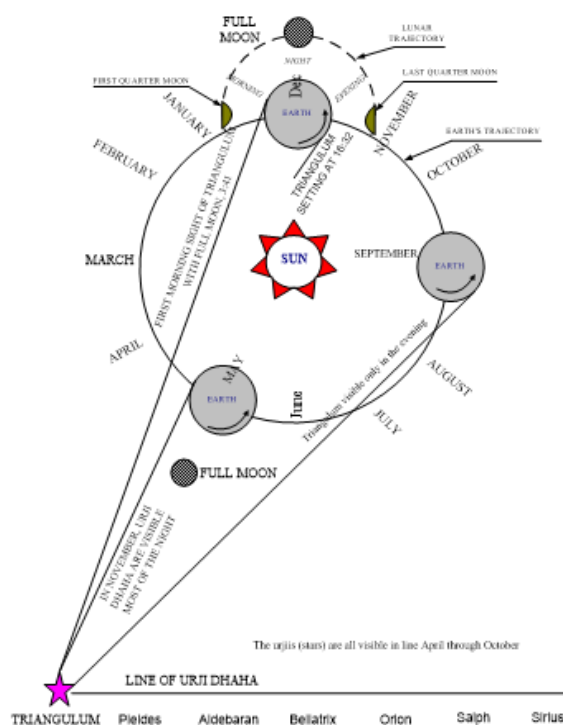 FULL
MOON
LUNAR
TRAJECTORY
NIGHT
MORNING
EVENING
Dec
FIRST QUARTER MOON
LAST QUARTER MOON
JANUARY
EARTH
NOVEMBER
EARTH'S TRAJECTORY
FEBRUARY
OCTOBER
TRIANGULUM
SETTING AT 16:32
FIRST MORNING SIGHT OF TRIANGULUM
WITH FULL MOON, 3:41
MARCH
SUN
SEPTEMBER
EARTH
APRIL
MAY
EARTH
June
Triangulum visible only in the evening
AUGUST
JULY
FULL MOON
IN NOVEMBER, URJI
DHAHA ARE VISIBLE
MOST OF THE NIGHT
The urjiis (stars) are all visible in line April through October
LINE OF URJI DHAHA
TRIANGULUM Pleides Aldebaran Bellatrix Orion Saiph Sirius